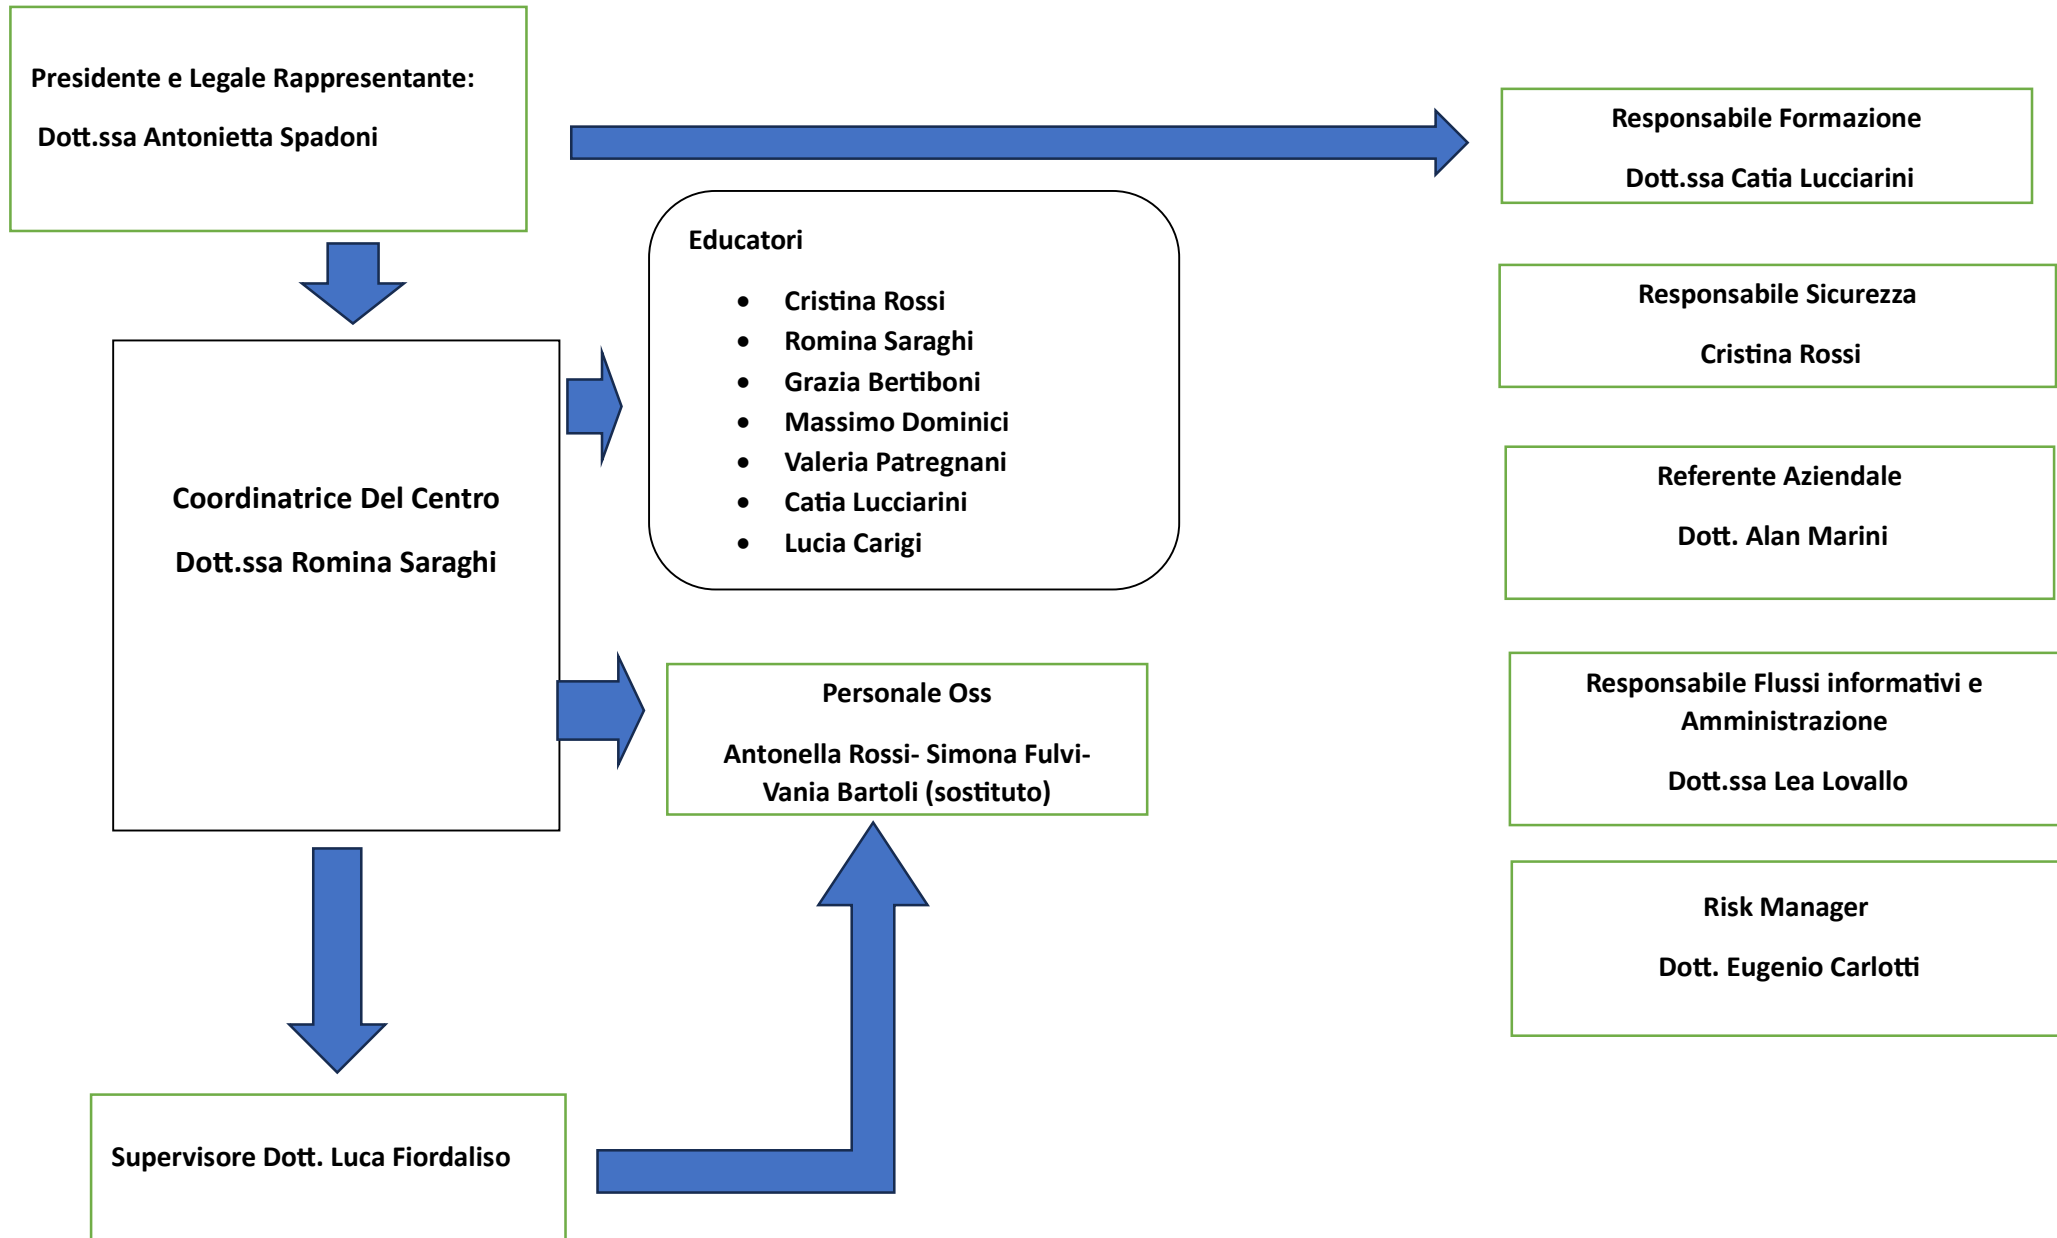 Presidente e Legale Rappresentante:
Dott.ssa Antonietta Spadoni
Responsabile Formazione
Dott.ssa Catia Lucciarini
Educatori
• Cristina Rossi
• Romina Saraghi
• Grazia Bertiboni
• Massimo Dominici
• Valeria Patregnani
• Catia Lucciarini
• Lucia Carigi
Responsabile Sicurezza
Cristina Rossi
Coordinatrice Del Centro
Dott.ssa Romina Saraghi
Referente Aziendale
Dott. Alan Marini
Personale Oss
Antonella Rossi- Simona Fulvi-
Vania Bartoli (sostituto)
Responsabile Flussi informativi e
Amministrazione
Dott.ssa Lea Lovallo
Risk Manager
Dott. Eugenio Carlotti
Supervisore Dott. Luca Fiordaliso